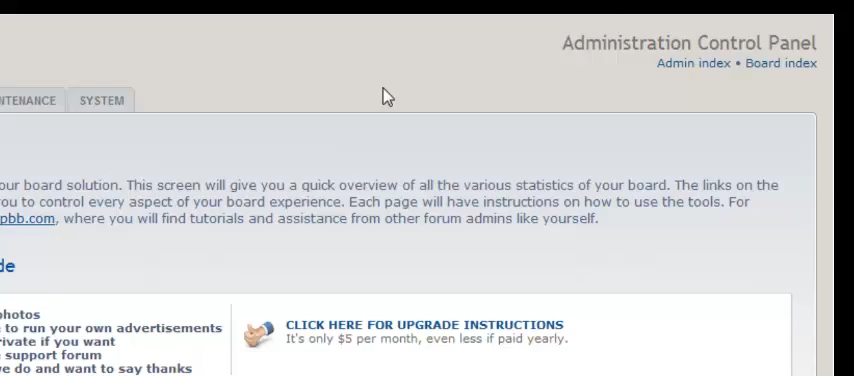 Administration Control Panel
Admin index • Board index
NTENANCE
SYSTEM
our board solution. This screen will give you a quick overview of all the various statistics of your board. The links on the
ou to control every aspect of your board experience. Each page will have instructions on how to use the tools. For
pbb.com, where you will find tutorials and assistance from other forum admins like yourself.
de
photos
to run your own advertisements
rivate if you want
support forum
we do and want to say thanks
CLICK HERE FOR UPGRADE INSTRUCTIONS
It's only $5 per month, even less if paid yearly.